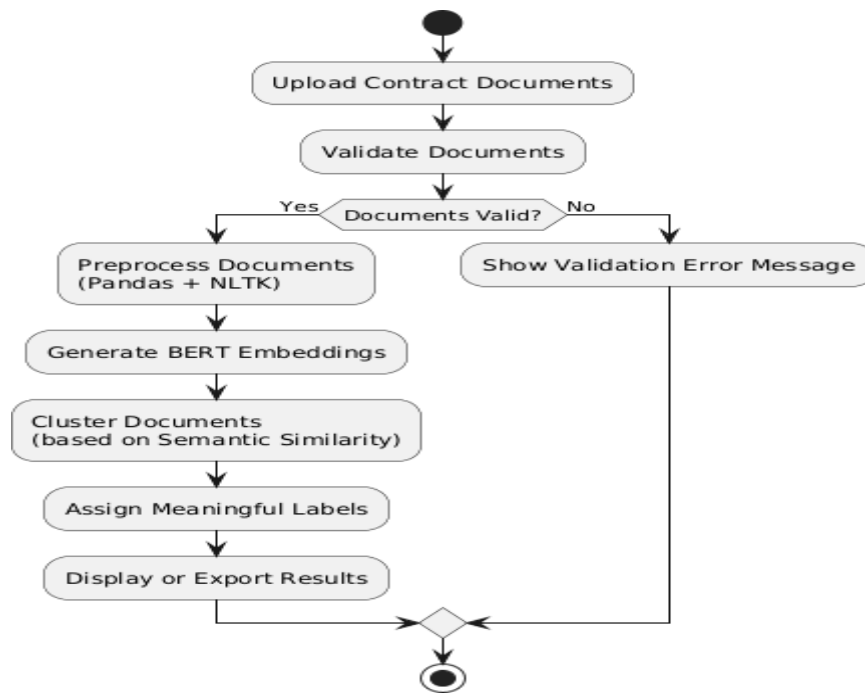 Upload Contract Documents
Validate Documents
Yes
Documents Valid?
No
Preprocess Documents
(Pandas + NLTK)
Show Validation Error Message
Generate BERT Embeddings
Cluster Documents
(based on Semantic Similarity)
Assign Meaningful Labels
Display or Export Results